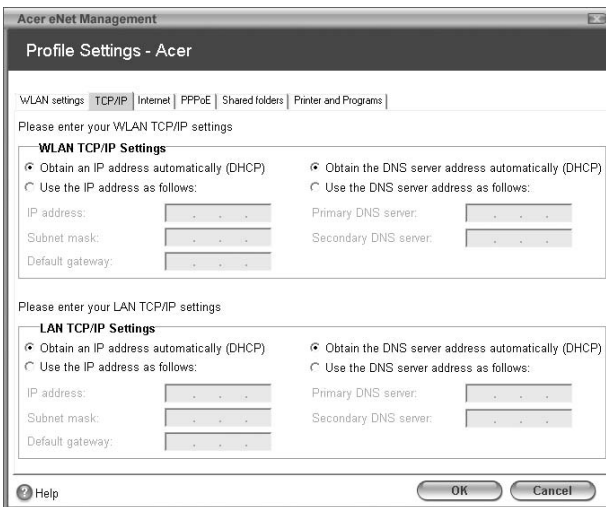 Acer eNet Management
Profile Settings - Acer
WLAN settings TCP/IP Internet PPPoE Shared folders Printer and Programs
Please enter your WLAN TCP/IP settings
WLAN TCP/IP Settings
Obtain an IP address automatically (DHCP) Obtain the DNS server address automatically (DHCP)
Use the IP address as follows: Use the DNS server address as follows:
IP address: Primary DNS server:
Subnet mask: Secondary DNS server:
Default gateway:
Please enter your LAN TCP/IP settings
LAN TCP/IP Settings
Obtain an IP address automatically (DHCP) Obtain the DNS server address automatically (DHCP)
Use the IP address as follows: Use the DNS server address as follows:
IP address: Primary DNS server:
Subnet mask: Secondary DNS server:
Default gateway:
? Help OK Cancel